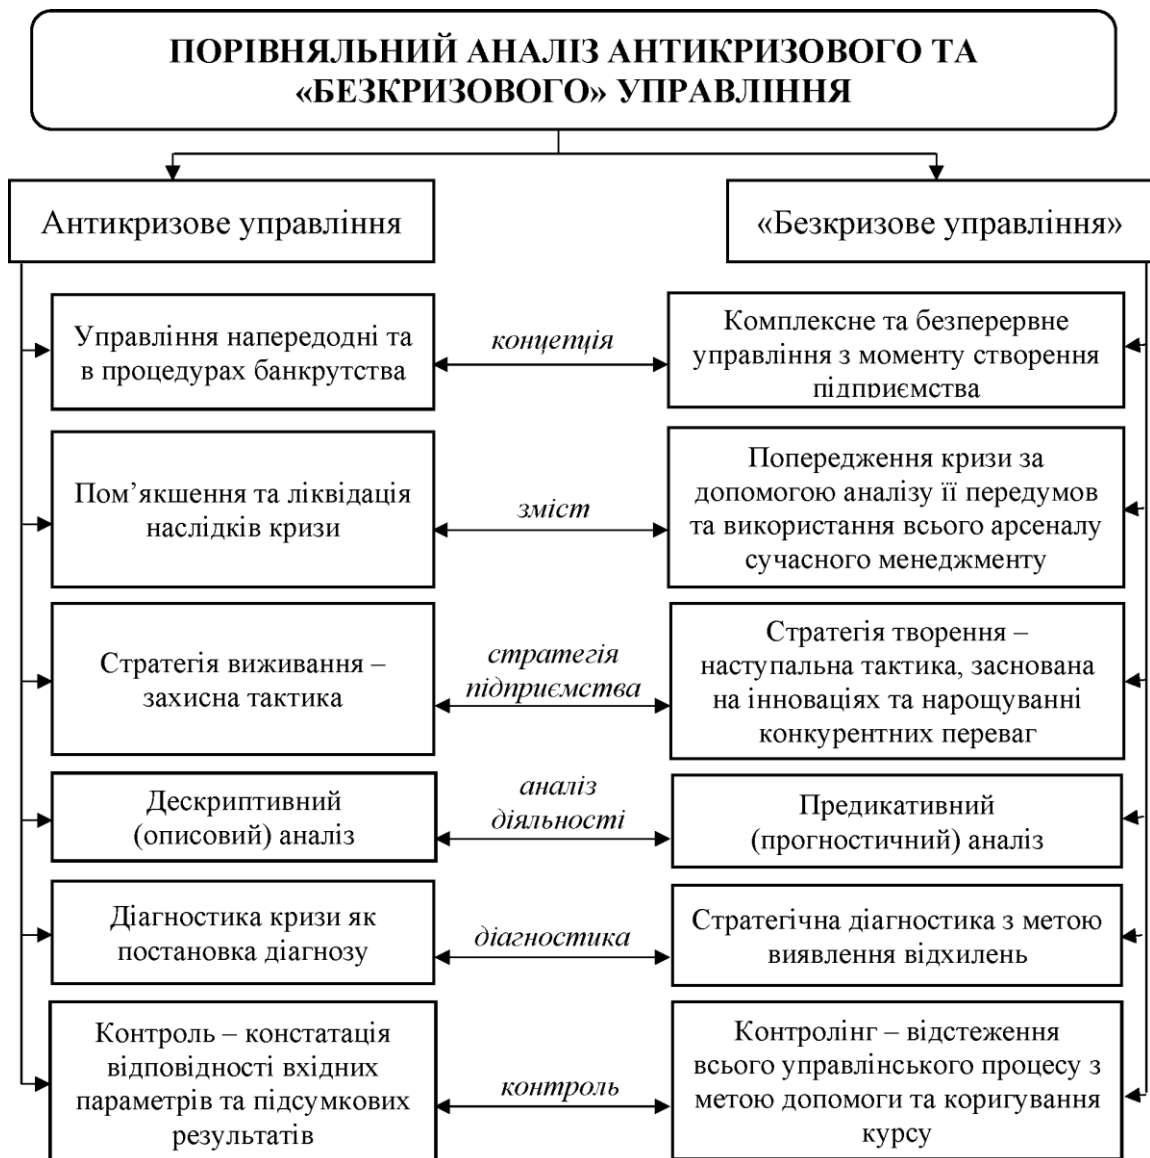 ПОРІВНЯЛЬНИЙ АНАЛІЗ АНТИКРИЗОВОГО ТА
«БЕЗКРИЗОВОГО» УПРАВЛІННЯ
Антикризове управління
«Безкризове управління»
Управління напередодні та
в процедурах банкрутства
концепція
Комплексне та безперервне
управління з моменту створення
підприємства
Пом’якшення та ліквідація
наслідків кризи
зміст
Попередження кризи за
допомогою аналізу її передумов
та використання всього арсеналу
сучасного менеджменту
Стратегія виживання –
захисна тактика
стратегія
підприємства
Стратегія творення –
наступальна тактика, заснована
на інноваціях та нарощуванні
конкурентних переваг
Дескриптивний
(описовий) аналіз
аналіз
діяльності
Предикативний
(прогностичний) аналіз
Діагностика кризи як
постановка діагнозу
діагностика
Стратегічна діагностика з метою
виявлення відхилень
Контроль – констатація
відповідності вхідних
параметрів та підсумкових
результатів
контроль
Контролінг – відстеження
всього управлінського процесу з
метою допомоги та коригування
курсу